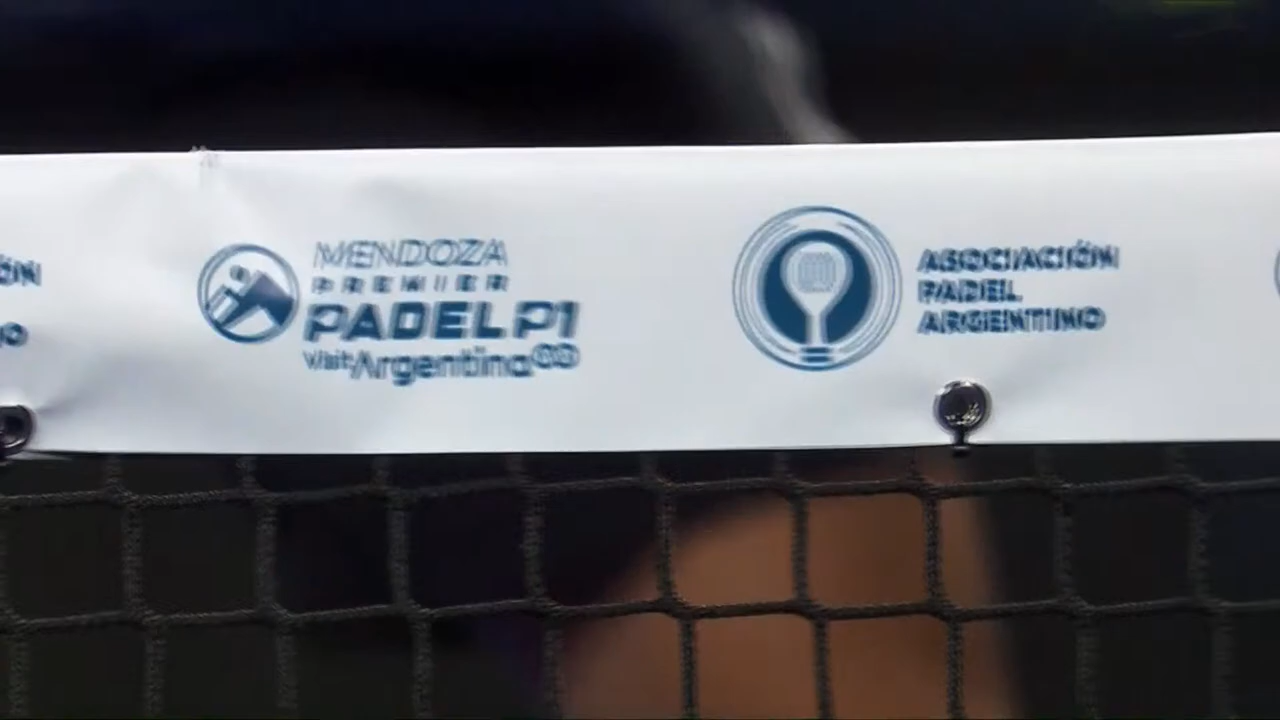 MENDOZA
PREMIER
PADEL P1
Visit Argentina
ASOCIACIÓN
PADEL
ARGENTINO